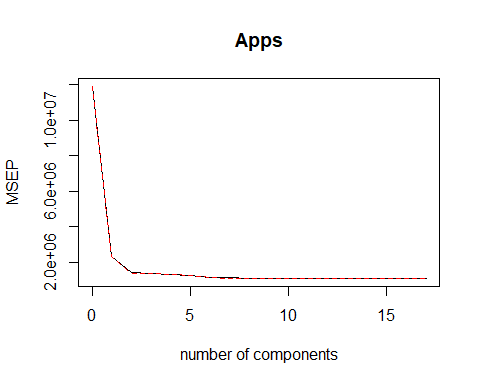 Apps
MSEP
2.0e+06 6.0e+06 1.0e+07
0 5 10 15
number of components